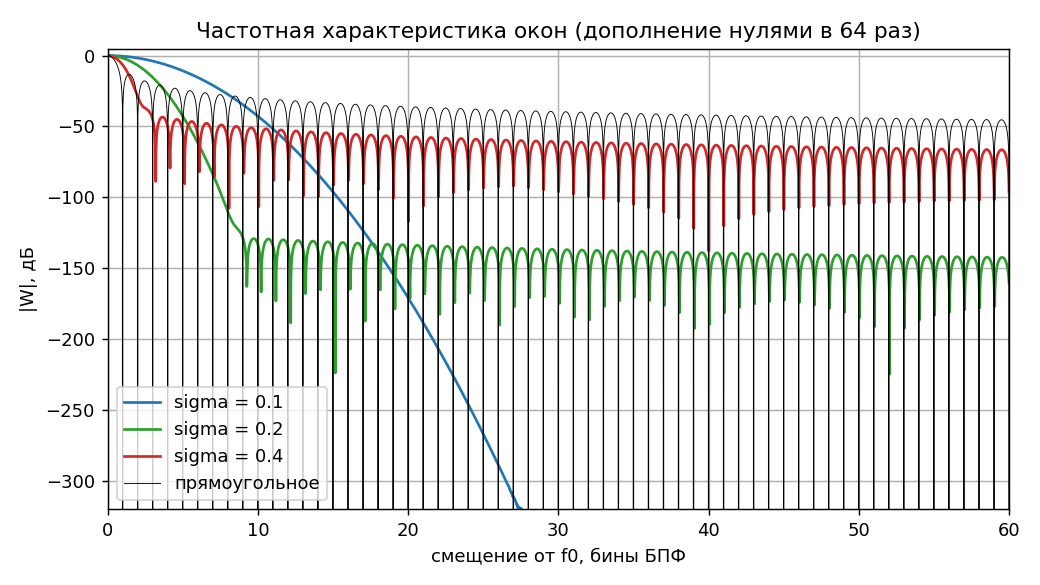 Частотная характеристика окон (дополнение нулями в 64 раз)
|W|, дБ
0
−50
−100
−150
−200
−250
−300
sigma = 0.1
sigma = 0.2
sigma = 0.4
прямоугольное
0 10 20 30 40 50 60
смещение от f0, бины БПФ